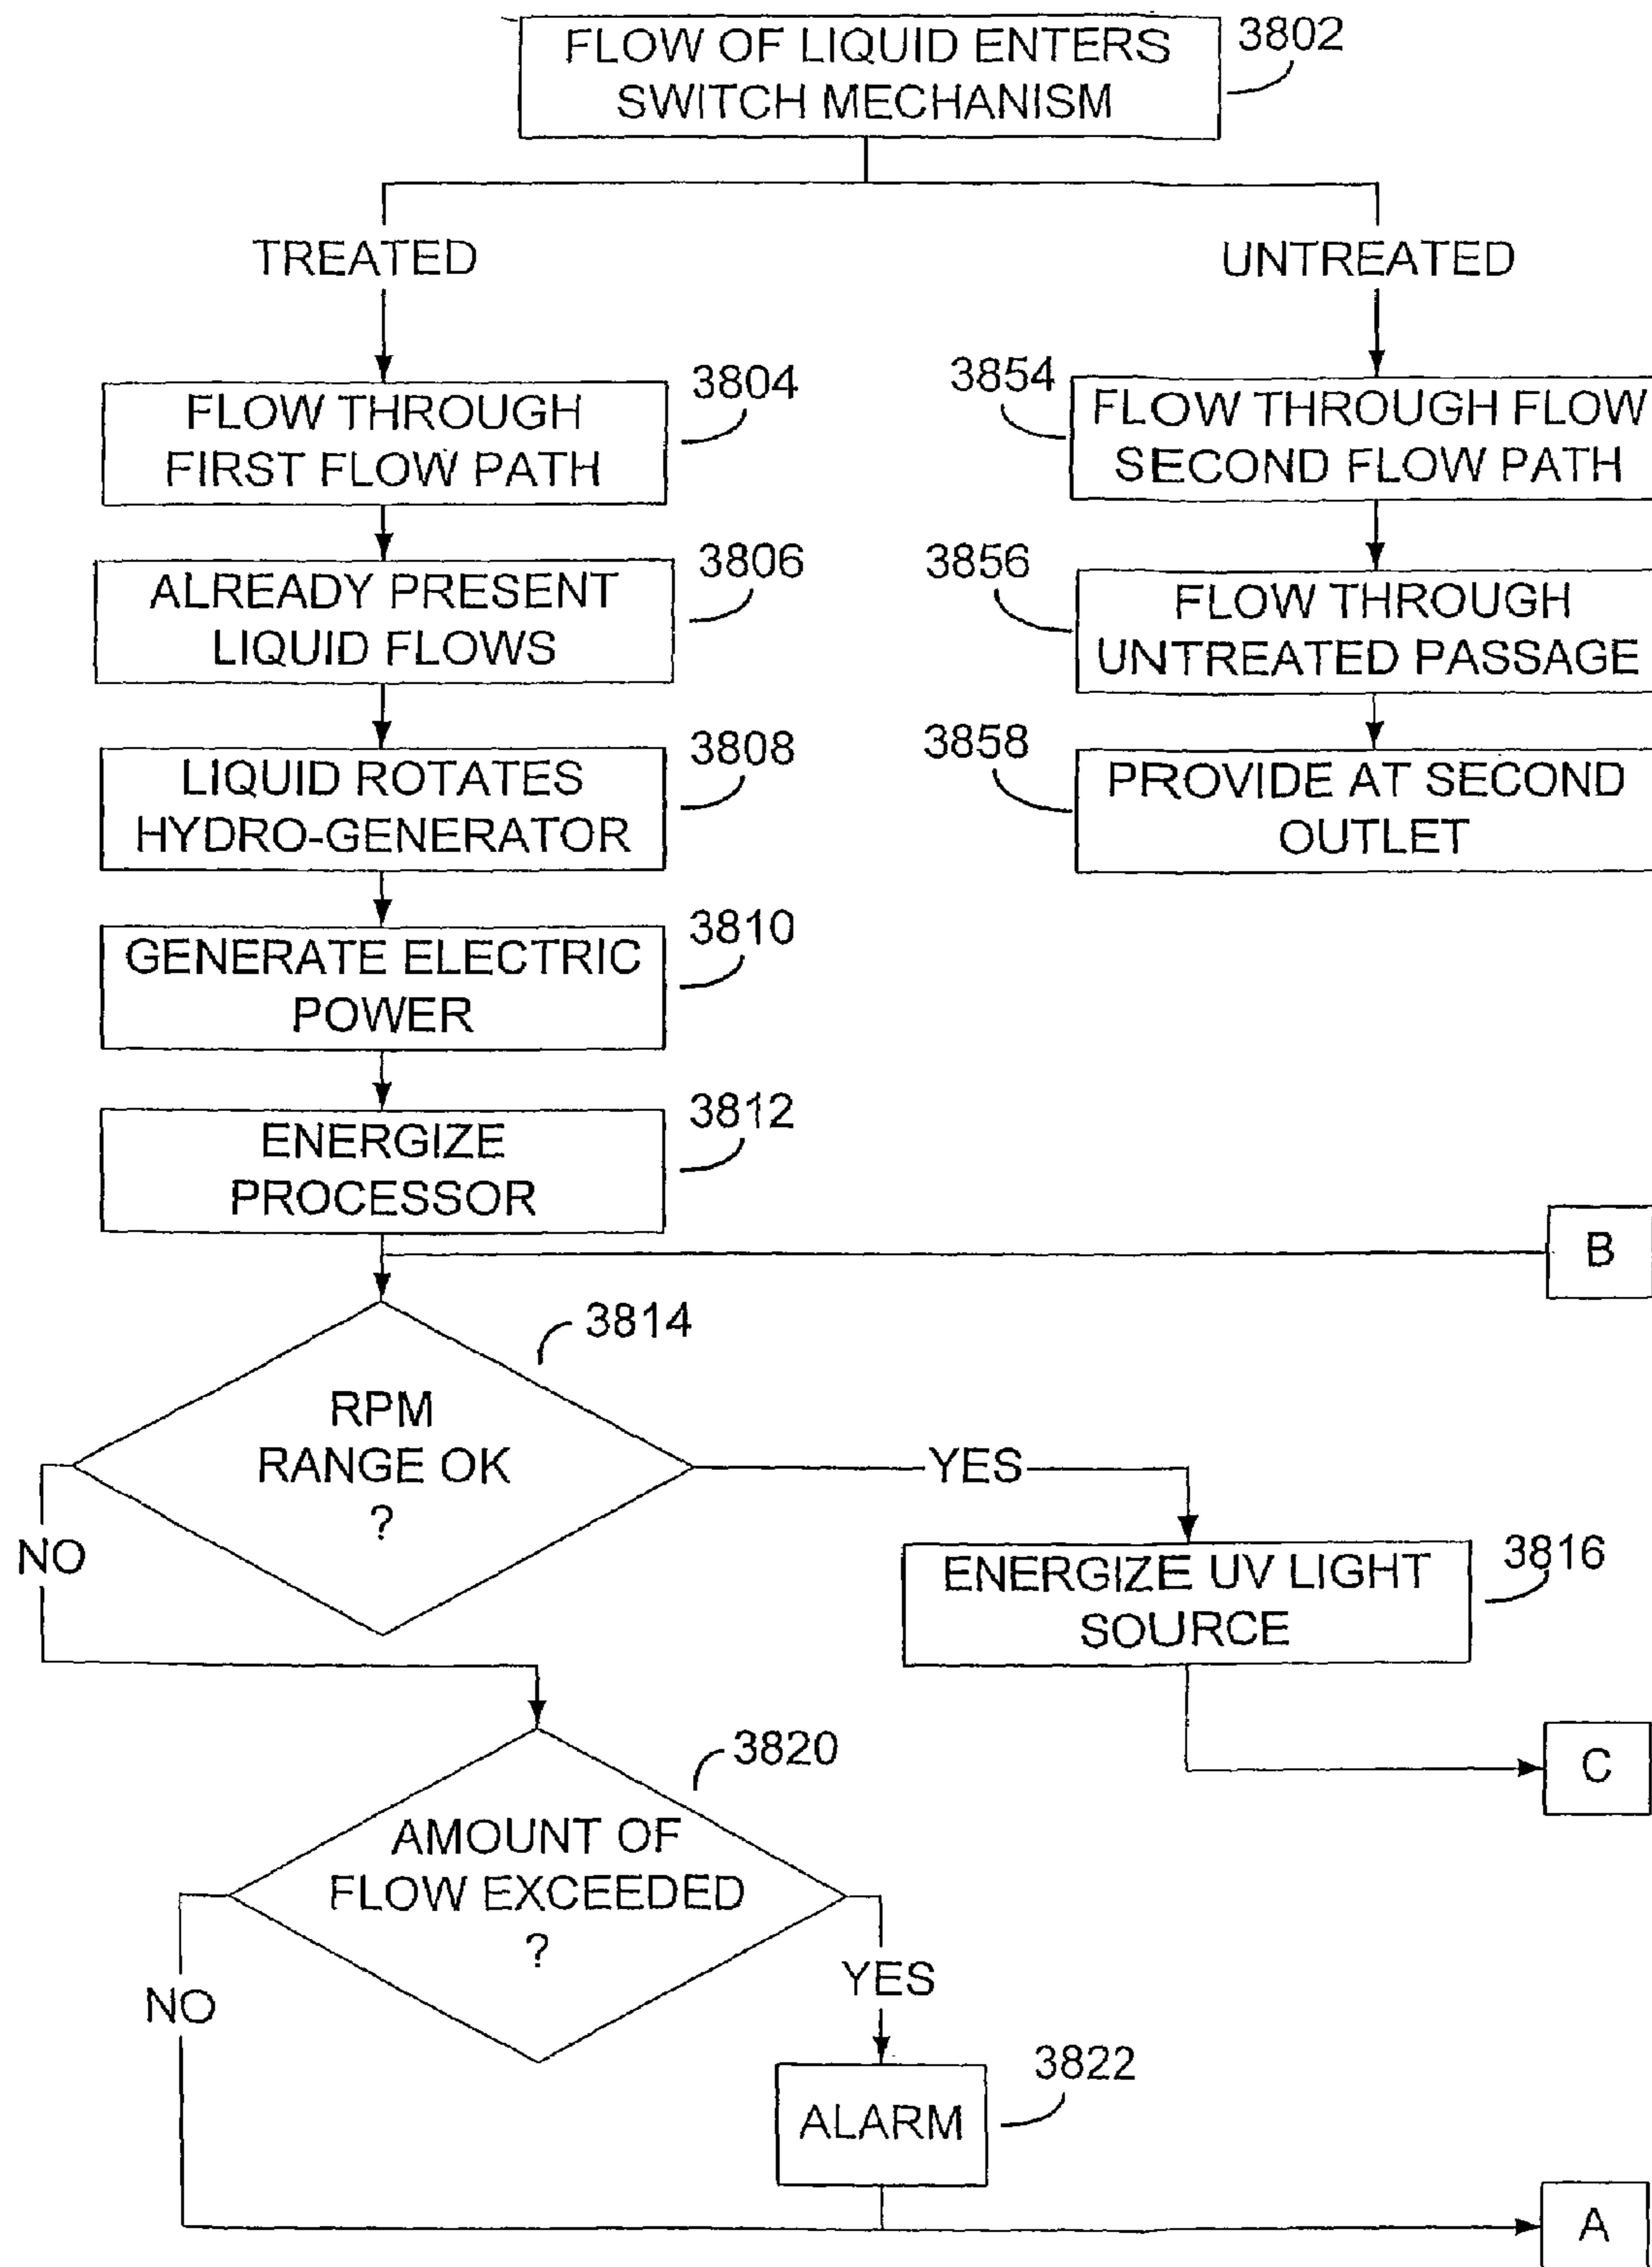 FLOW OF LIQUID ENTERS
SWITCH MECHANISM
3802
TREATED
UNTREATED
FLOW THROUGH
FIRST FLOW PATH
3804
3854
FLOW THROUGH FLOW
SECOND FLOW PATH
ALREADY PRESENT
LIQUID FLOWS
3806
3856
FLOW THROUGH
UNTREATED PASSAGE
LIQUID ROTATES
HYDRO-GENERATOR
3808
3858
PROVIDE AT SECOND
OUTLET
GENERATE ELECTRIC
POWER
3810
ENERGIZE
PROCESSOR
3812
B
3814
RPM
RANGE OK
?
YES
NO
ENERGIZE UV LIGHT
SOURCE
3816
C
3820
AMOUNT OF
FLOW EXCEEDED
?
YES
NO
3822
ALARM
A